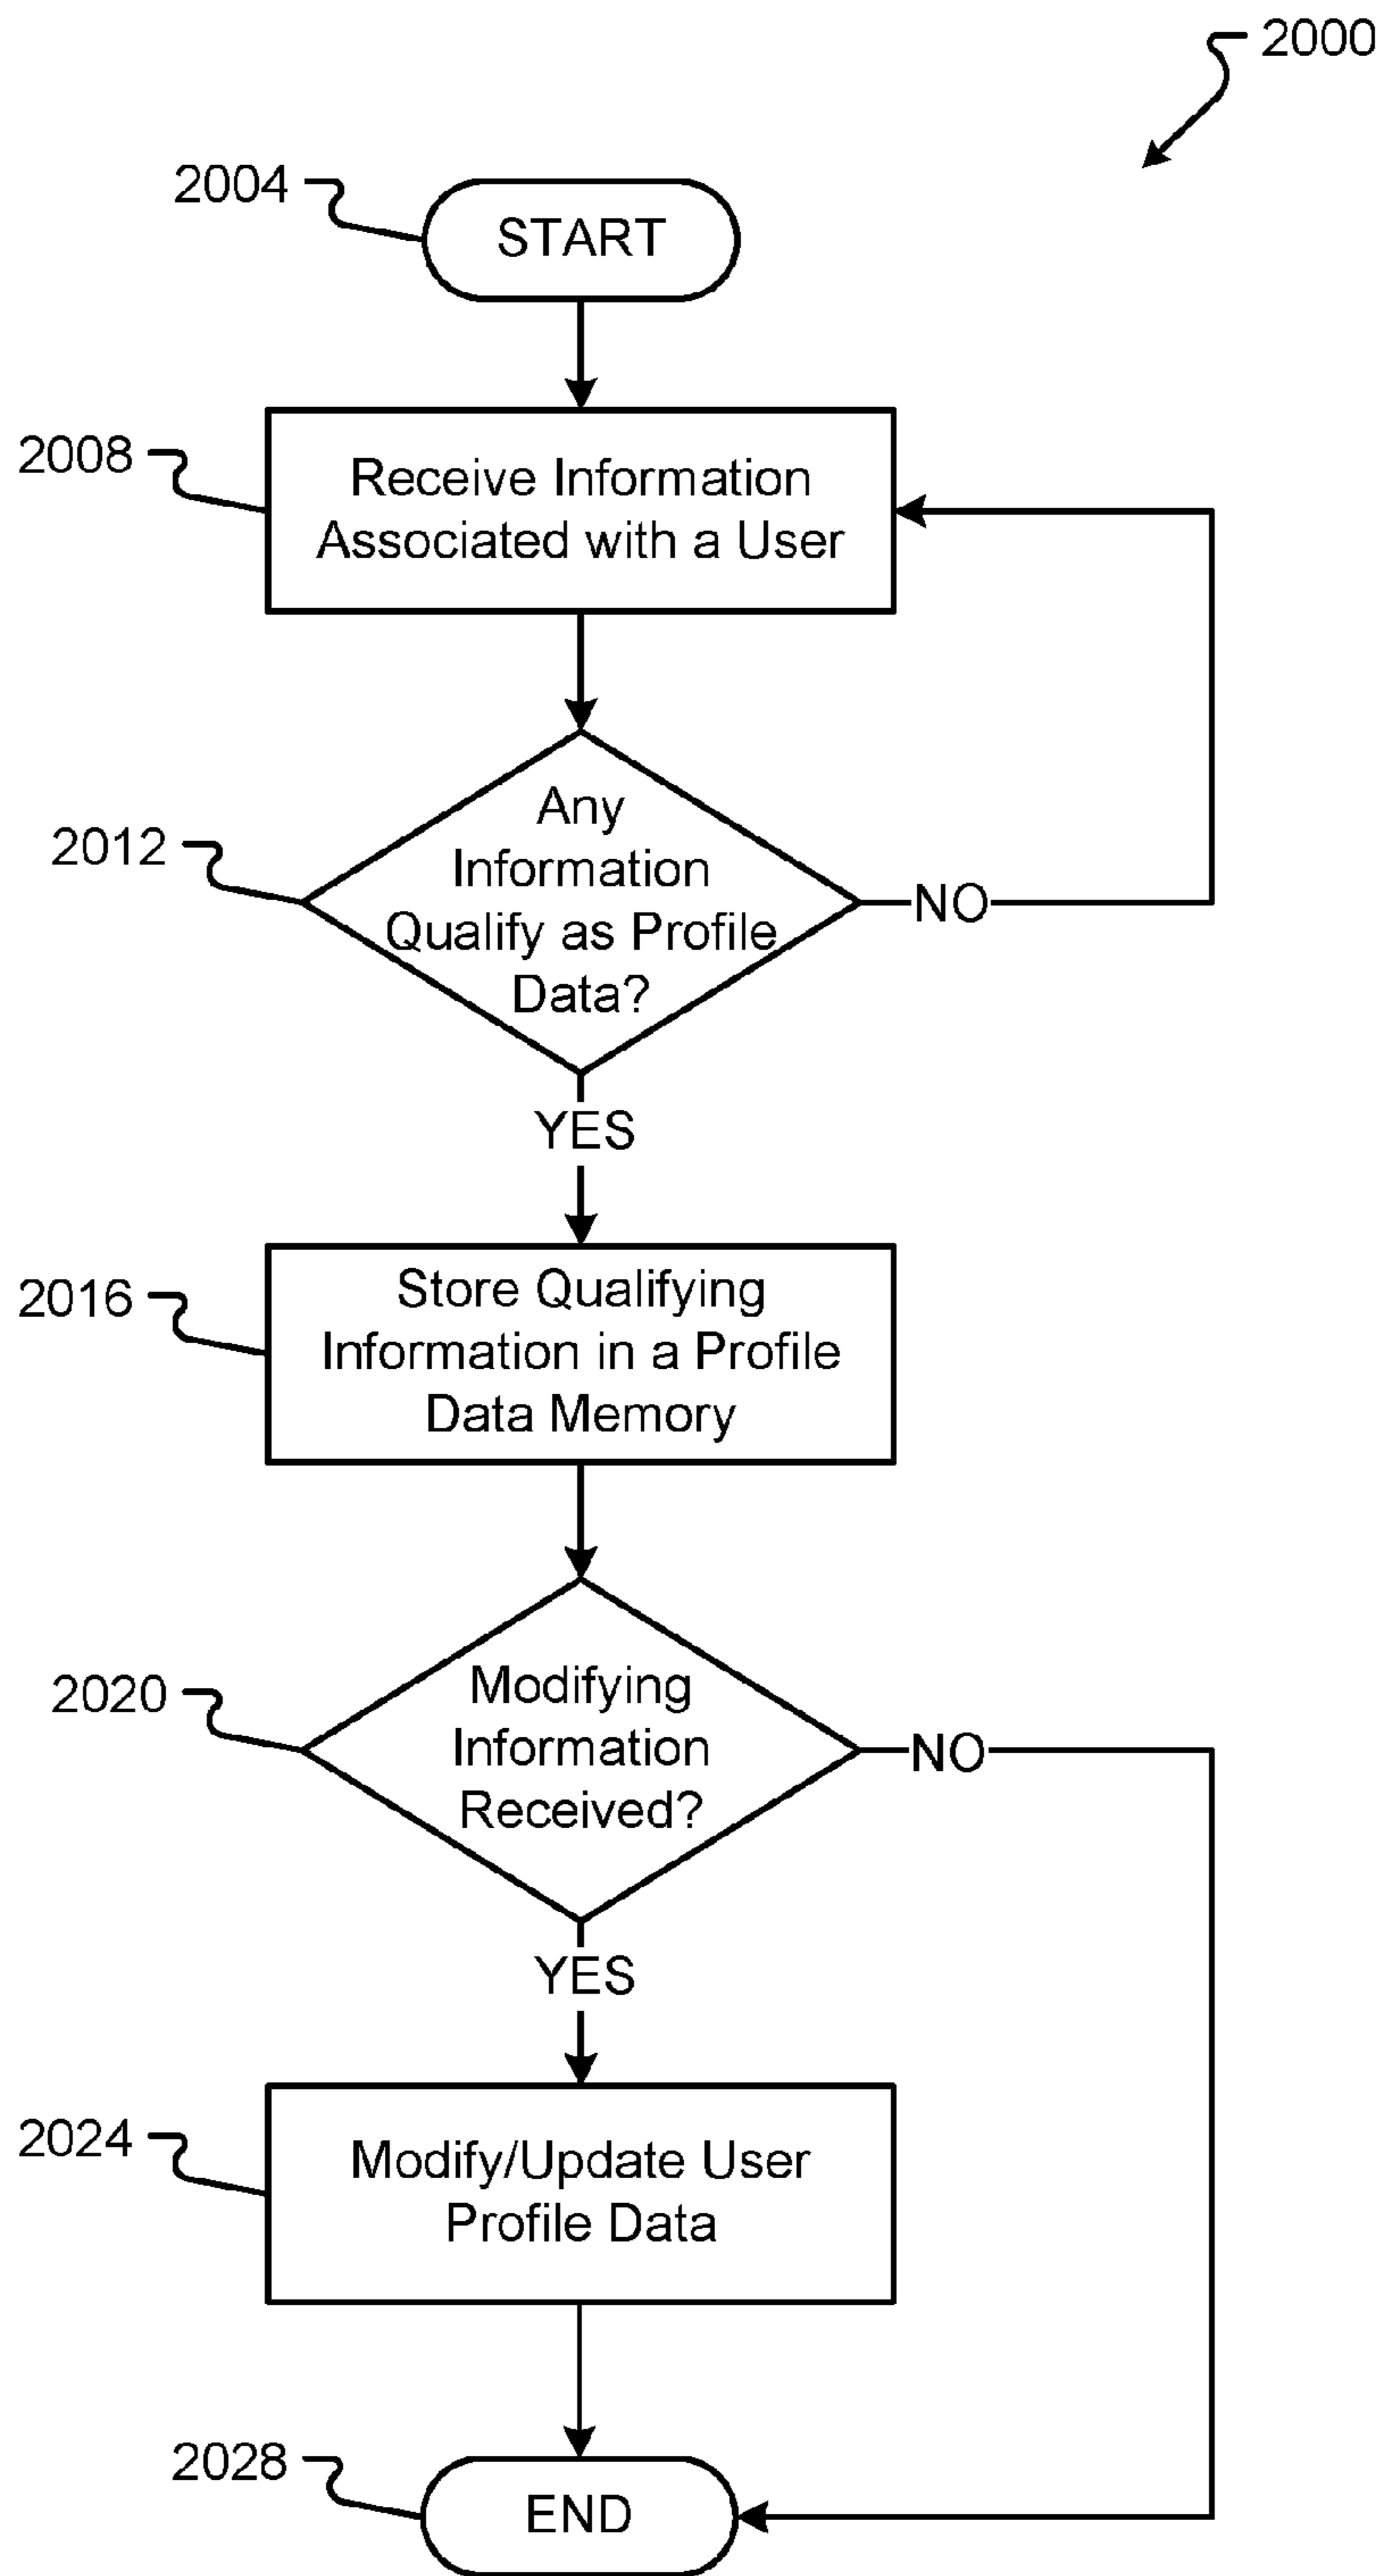 2000
2004
START
2008
Receive Information
Associated with a User
2012
Any
Information
Qualify as Profile
Data?
NO
YES
2016
Store Qualifying
Information in a Profile
Data Memory
2020
Modifying
Information
Received?
NO
YES
2024
Modify/Update User
Profile Data
2028
END